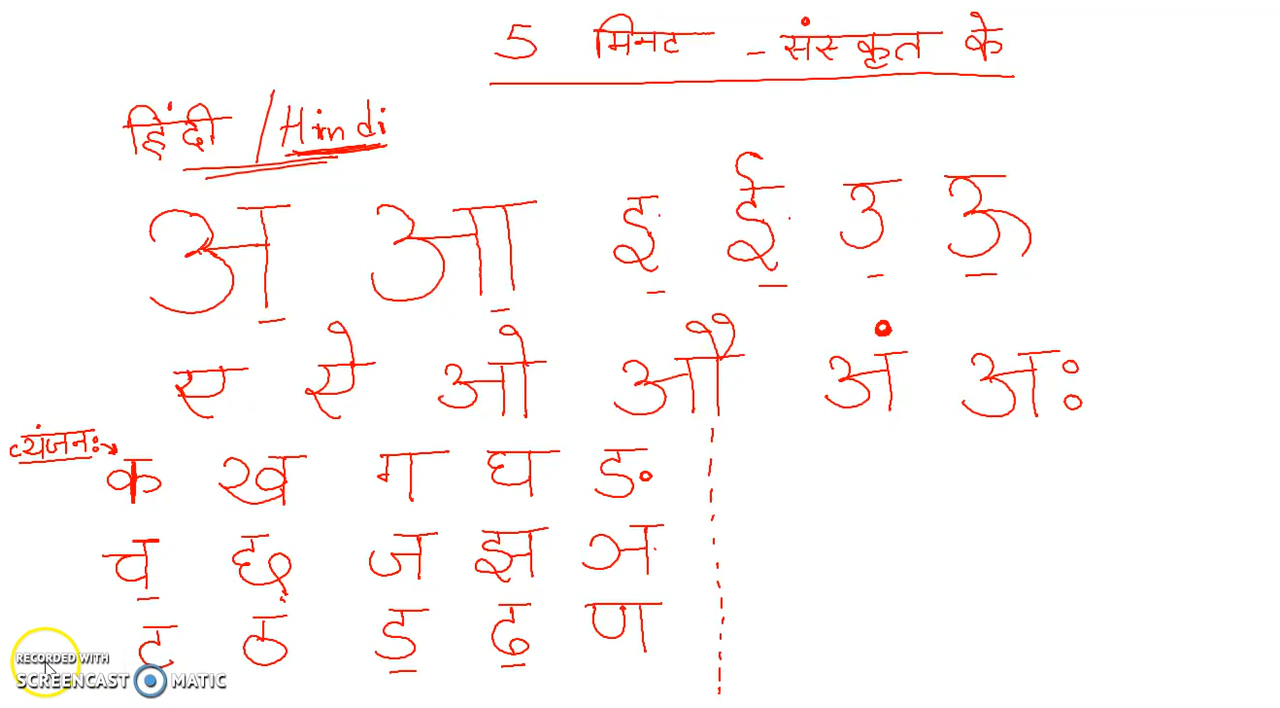 5 मिनट - संस्कृत के
हिंदी / Hindi
अ आ इ ई उ ऊ
ए ऐ ओ औ अं अः
व्यंजनः→
क ख ग घ ङ
च छ ज झ ञ
ट ठ ड ढ ण
RECORDED WITH
SCREENCAST MATIC